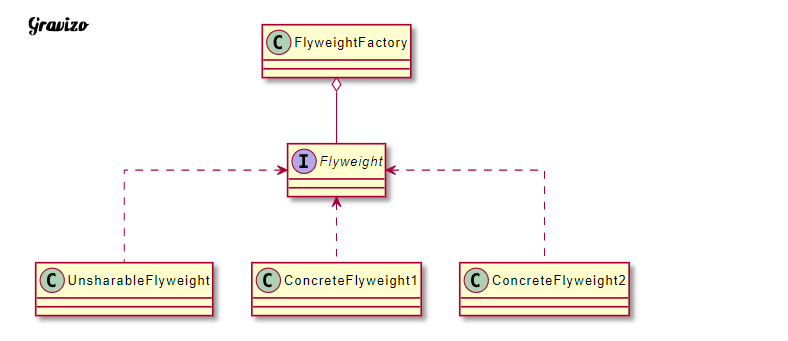 Gravizo
C FlyweightFactory
I Flyweight
C UnsharableFlyweight
C ConcreteFlyweight1
C ConcreteFlyweight2